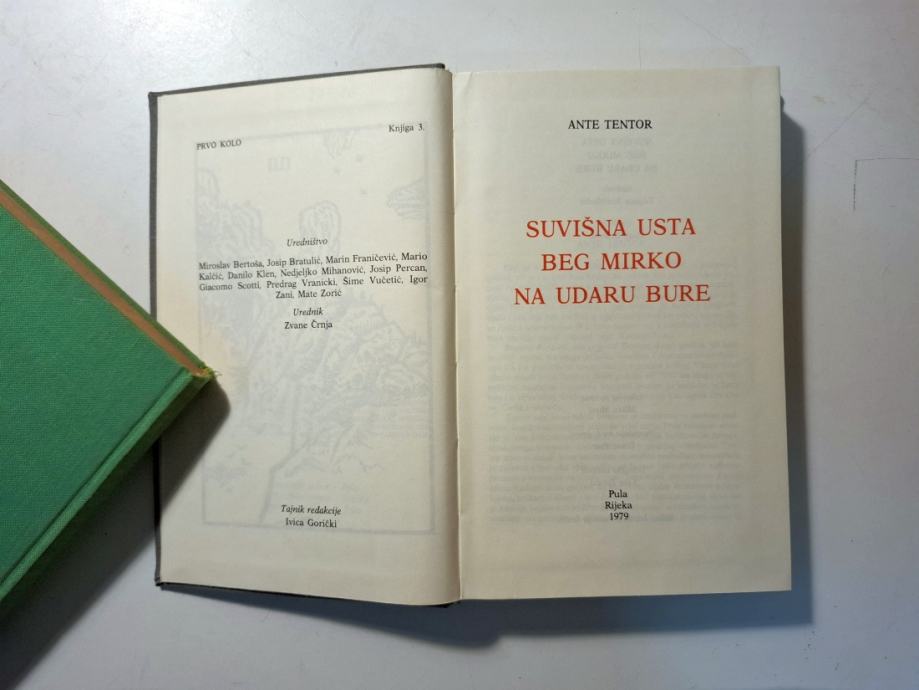 PRVO KOLO Knjiga 3.
Uredništvo
Miroslav Bertoša, Josip Bratulić, Marin Franičević, Mario
Kalčić, Danilo Klen, Nedjeljko Mihanović, Josip Percan,
Giacomo Scotti, Predrag Vranicki, Šime Vučetić, Igor
Zani, Mate Zorić
Urednik
Zvane Črnja
Tajnik redakcije
Ivica Gorički
ANTE TENTOR
SUVIŠNA USTA
BEG MIRKO
NA UDARU BURE
Pula
Rijeka
1979